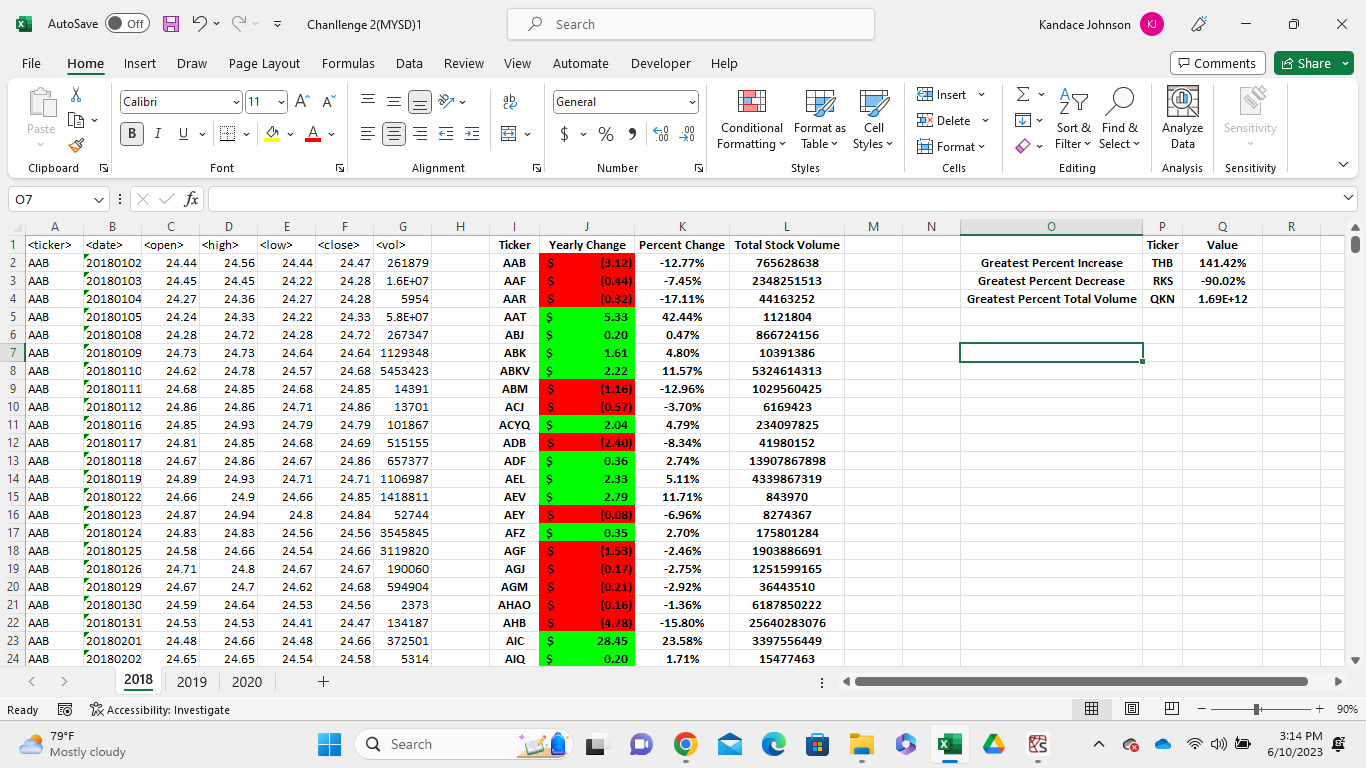 AutoSave Off Chanllenge 2(MYSD)1 Search Kandace Johnson KJ
File Home Insert Draw Page Layout Formulas Data Review View Automate Developer Help Comments Share
Paste Calibri 11 General Conditional Formatting Format as Table Cell Styles Insert Delete Format Sort & Filter Find & Select Analyze Data Sensitivity
Clipboard Font Alignment Number Styles Cells Editing Analysis Sensitivity
O7 fx
A B C D E F G H I J K L M N O P Q R
1 <ticker> <date> <open> <high> <low> <close> <vol> Ticker Yearly Change Percent Change Total Stock Volume Ticker Value
2 AAB 20180102 24.44 24.56 24.44 24.47 261879 AAB $ (3.12) -12.77% 765628638 Greatest Percent Increase THB 141.42%
3 AAB 20180103 24.45 24.45 24.22 24.28 1.6E+07 AAF $ (0.44) -7.45% 2348251513 Greatest Percent Decrease RKS -90.02%
4 AAB 20180104 24.27 24.36 24.27 24.27 5954 AAR $ (0.32) -17.11% 44163252 Greatest Percent Total Volume QKN 1.69E+12
5 AAB 20180105 24.24 24.33 24.22 24.33 5.8E+07 AAT $ 5.33 42.44% 1121804
6 AAB 20180108 24.28 24.72 24.28 24.72 267347 ABJ $ 0.20 0.47% 866724156
7 AAB 20180109 24.73 24.73 24.64 24.64 1129348 ABK $ 1.61 4.80% 10391386
8 AAB 20180110 24.62 24.78 24.57 24.68 5453423 ABKV $ 2.22 11.57% 5324614313
9 AAB 20180111 24.68 24.85 24.68 24.85 14391 ABM $ (1.16) -12.96% 1029560425
10 AAB 20180112 24.86 24.86 24.71 24.86 13701 ACJ $ (0.57) -3.70% 6169423
11 AAB 20180116 24.85 24.93 24.79 24.79 101867 ACYQ $ 2.04 4.79% 234097825
12 AAB 20180117 24.81 24.85 24.68 24.69 515155 ADB $ (2.40) -8.34% 41980152
13 AAB 20180118 24.67 24.86 24.67 24.86 657377 ADF $ 0.36 2.74% 13907867898
14 AAB 20180119 24.89 24.93 24.71 24.71 1106987 AEL $ 2.33 5.11% 4339867319
15 AAB 20180122 24.66 24.9 24.66 24.85 1418811 AEV $ 2.79 11.71% 843970
16 AAB 20180123 24.87 24.94 24.8 24.84 52744 AEY $ (0.08) -6.96% 8274367
17 AAB 20180124 24.83 24.83 24.56 24.56 3545845 AFZ $ 0.35 2.70% 175801284
18 AAB 20180125 24.58 24.66 24.54 24.66 3119820 AGF $ (1.53) -2.46% 1903886691
19 AAB 20180126 24.71 24.8 24.67 24.67 190060 AGJ $ (0.17) -2.75% 1251599165
20 AAB 20180129 24.67 24.7 24.62 24.68 594904 AGM $ (0.21) -2.92% 36443510
21 AAB 20180130 24.59 24.64 24.53 24.56 2373 AHAO $ (0.16) -1.36% 6187850222
22 AAB 20180131 24.53 24.53 24.41 24.47 134187 AHB $ (4.78) -15.80% 25640283076
23 AAB 20180201 24.48 24.66 24.48 24.66 372501 AIC $ 28.45 23.58% 3397556449
24 AAB 20180202 24.65 24.65 24.54 24.58 5314 AIQ $ 0.20 1.71% 15477463
2018 2019 2020
Ready Accessibility: Investigate 90%
79°F
Mostly cloudy
Search
3:14 PM
6/10/2023